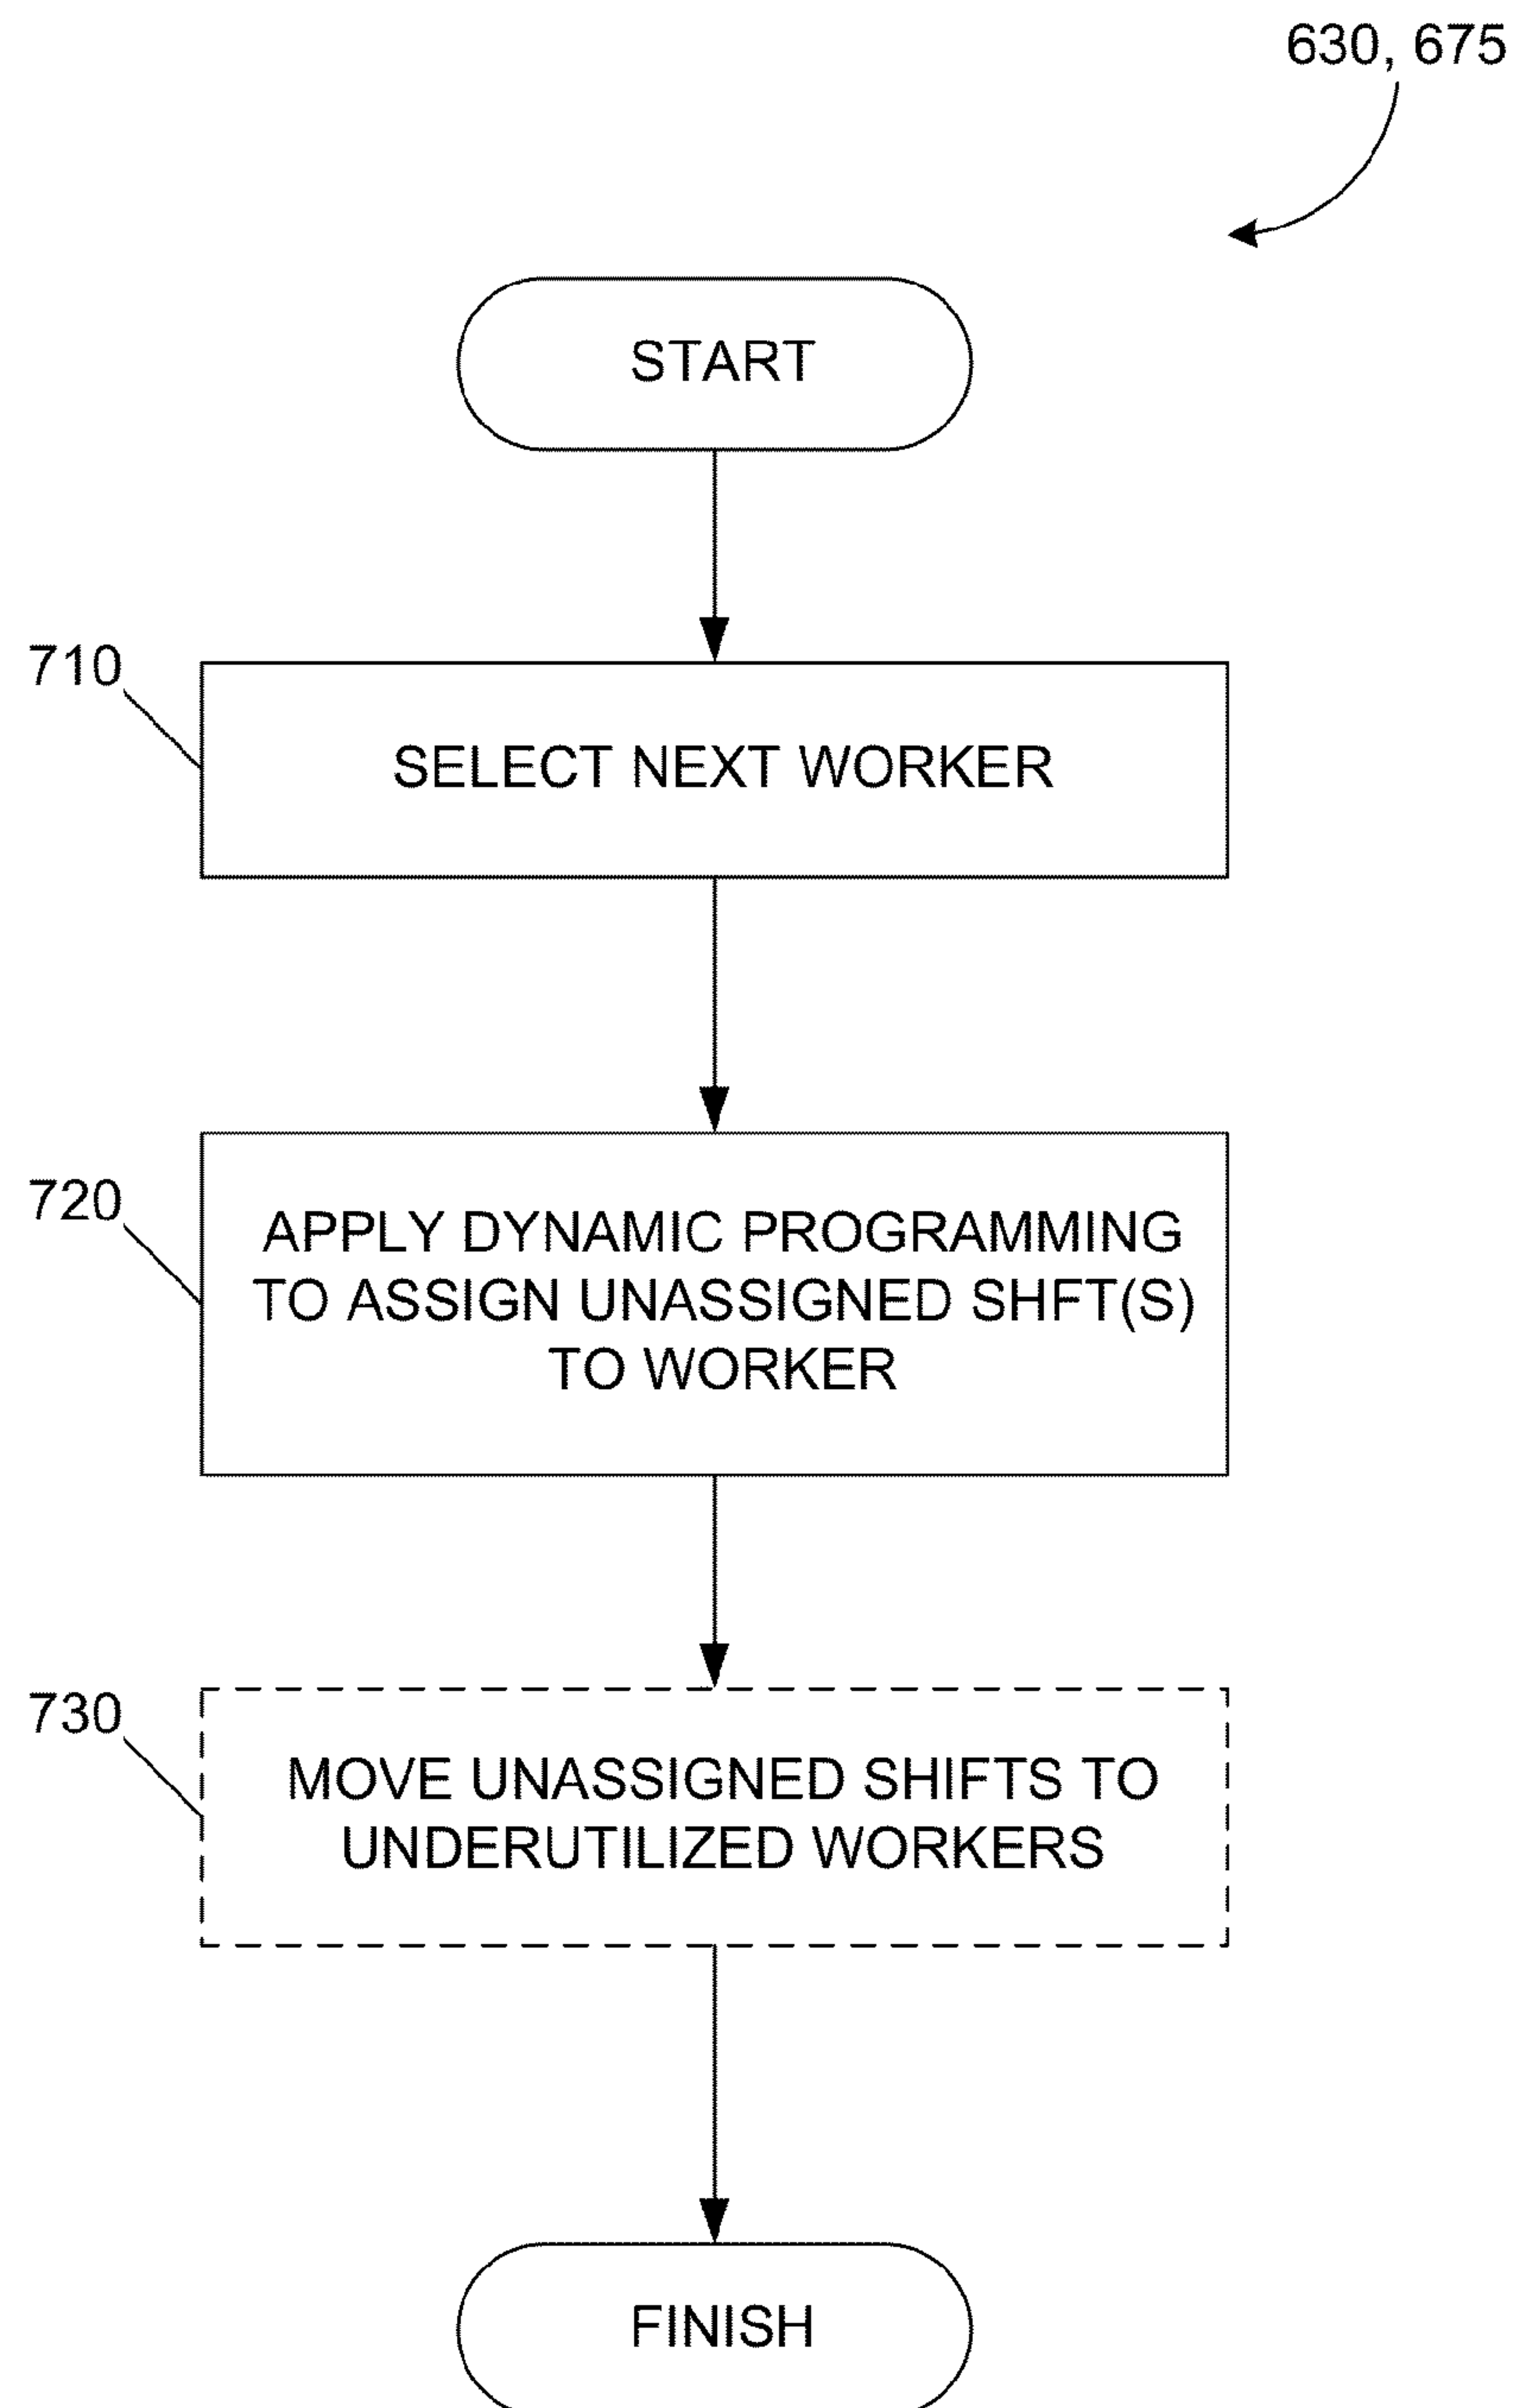 630, 675
START
710
SELECT NEXT WORKER
720
APPLY DYNAMIC PROGRAMMING
TO ASSIGN UNASSIGNED SHFT(S)
TO WORKER
730
MOVE UNASSIGNED SHIFTS TO
UNDERUTILIZED WORKERS
FINISH